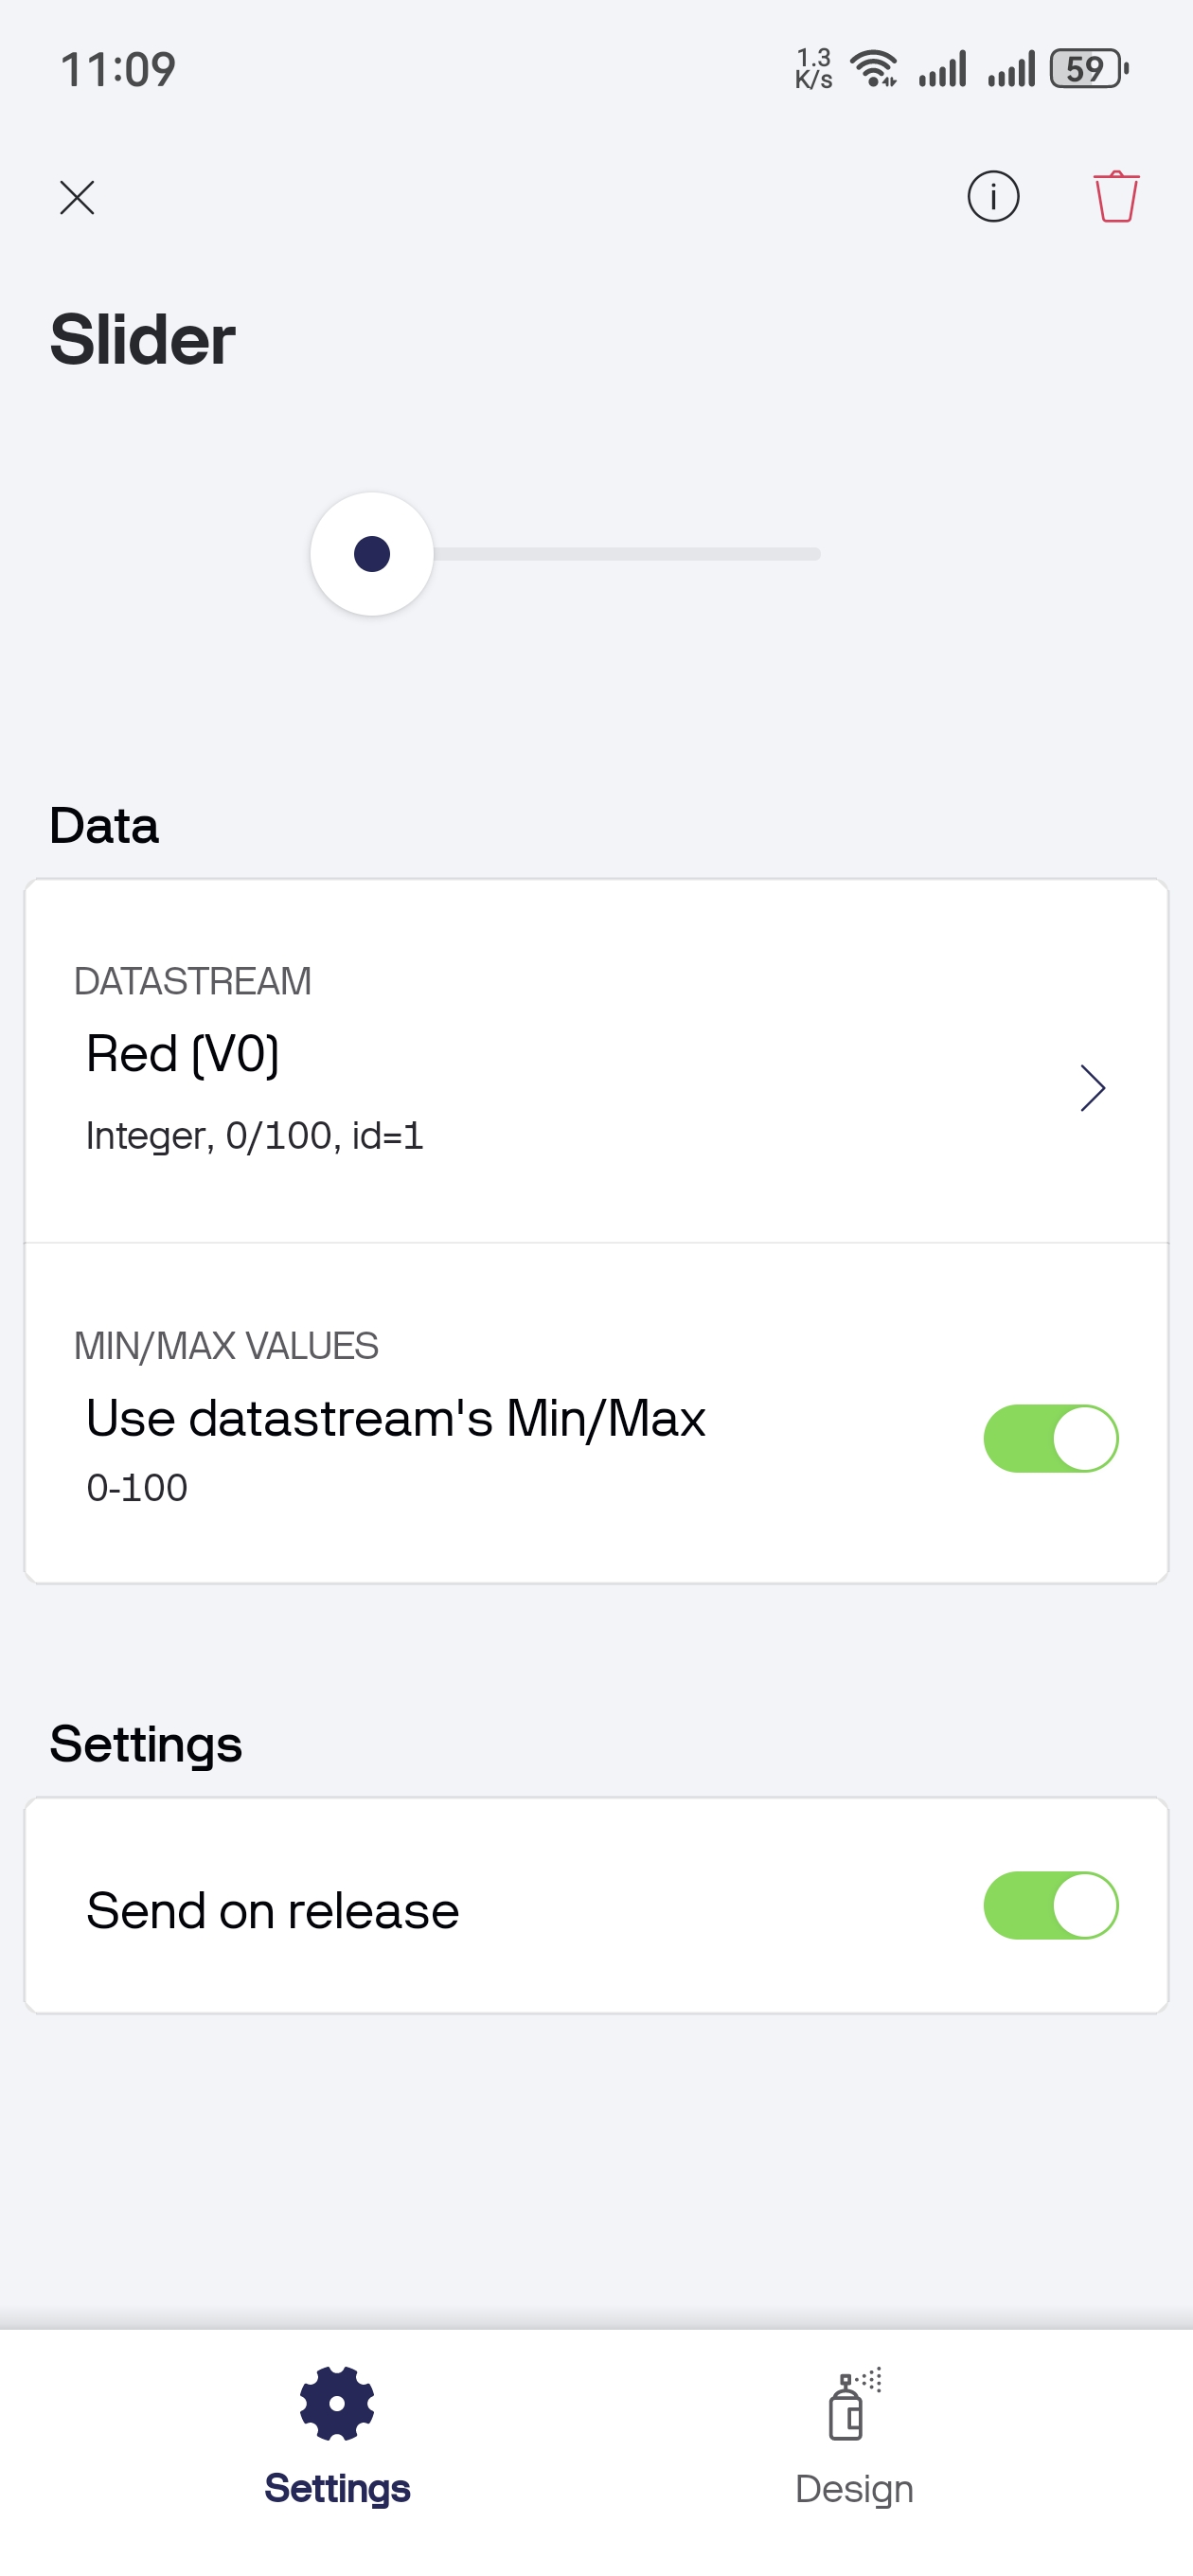 11:09
1.3
K/s
59
Slider
Data
DATASTREAM
Red (V0)
Integer, 0/100, id=1
MIN/MAX VALUES
Use datastream's Min/Max
0-100
Settings
Send on release
Settings
Design